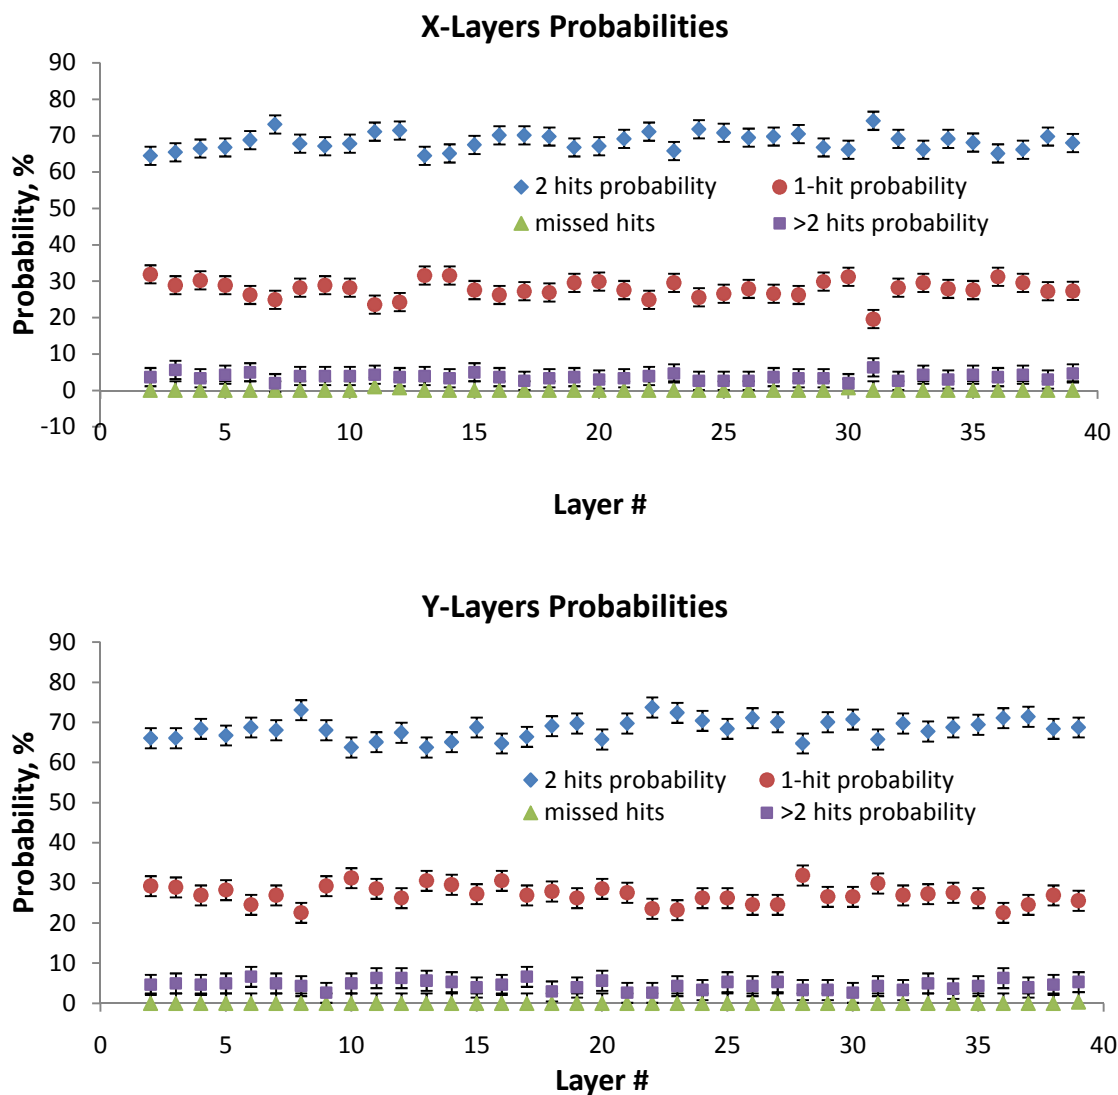 X-Layers Probabilities
90
80
70
60
50
40
30
20
10
0
-10
Probability, %
2 hits probability
1-hit probability
missed hits
>2 hits probability
0 5 10 15 20 25 30 35 40
Layer #
Y-Layers Probabilities
90
80
70
60
50
40
30
20
10
0
Probability, %
2 hits probability
1-hit probability
missed hits
>2 hits probability
0 5 10 15 20 25 30 35 40
Layer #